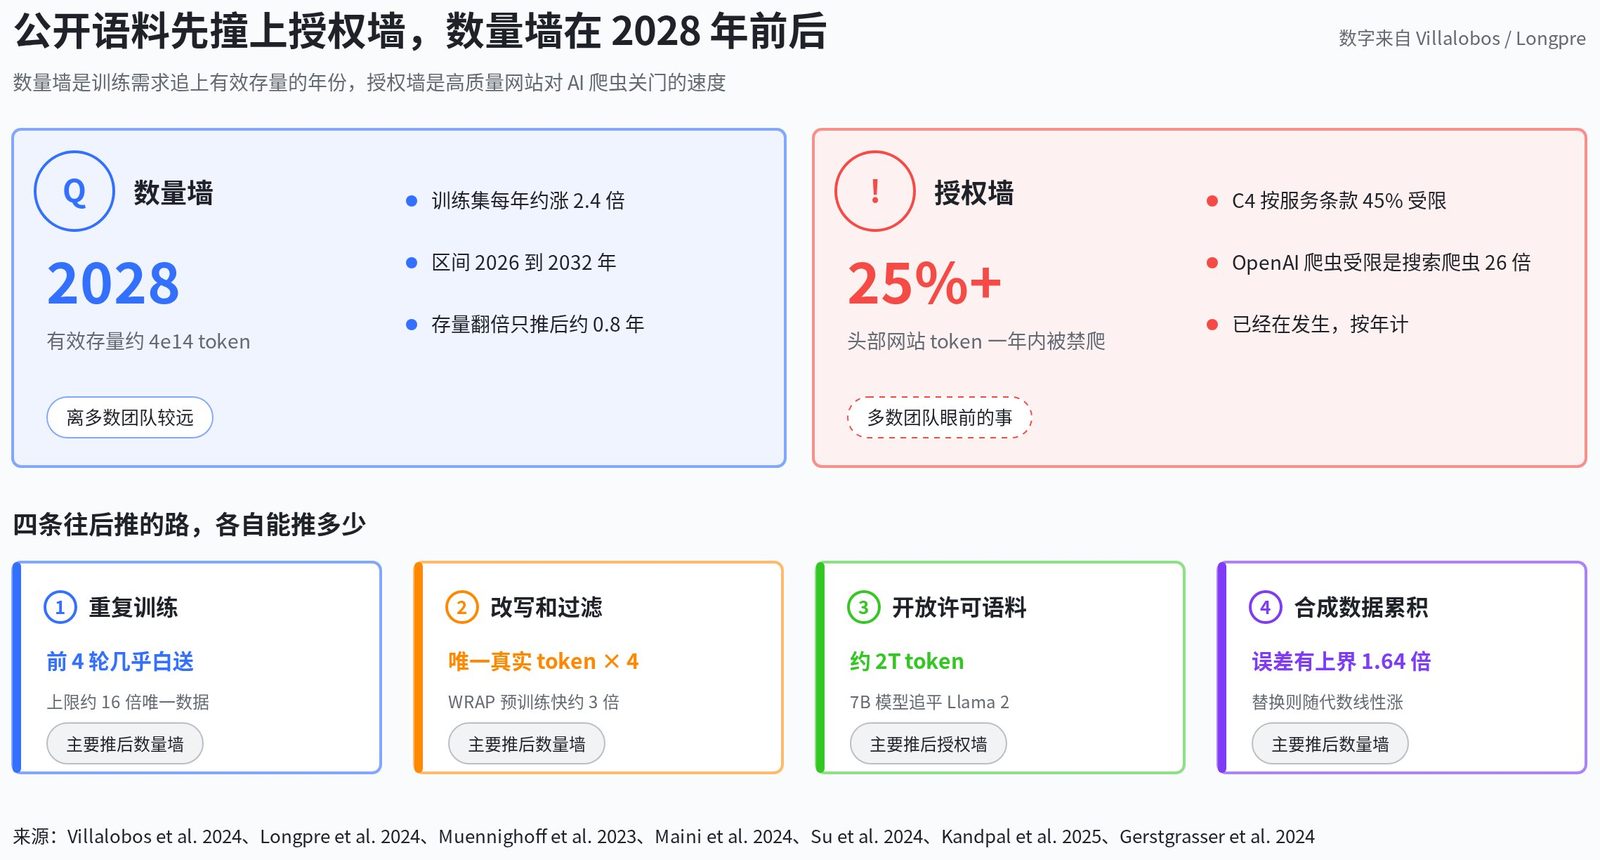 公开语料先撞上授权墙，数量墙在 2028 年前后
数字来自 Villalobos / Longpre
数量墙是训练需求追上有效存量的年份，授权墙是高质量网站对 AI 爬虫关门的速度
Q
数量墙
2028
有效存量约 4e14 token
离多数团队较远
训练集每年约涨 2.4 倍
区间 2026 到 2032 年
存量翻倍只推后约 0.8 年
!
授权墙
25%+
头部网站 token 一年内被禁爬
多数团队眼前的事
C4 按服务条款 45% 受限
OpenAI 爬虫受限是搜索爬虫 26 倍
已经在发生，按年计
四条往后推的路，各自能推多少
1 重复训练
前 4 轮几乎白送
上限约 16 倍唯一数据
主要推后数量墙
2 改写和过滤
唯一真实 token × 4
WRAP 预训练快约 3 倍
主要推后数量墙
3 开放许可语料
约 2T token
7B 模型追平 Llama 2
主要推后授权墙
4 合成数据累积
误差有上界 1.64 倍
替换则随代数线性涨
主要推后数量墙
来源：Villalobos et al. 2024、Longpre et al. 2024、Muennighoff et al. 2023、Maini et al. 2024、Su et al. 2024、Kandpal et al. 2025、Gerstgrasser et al. 2024